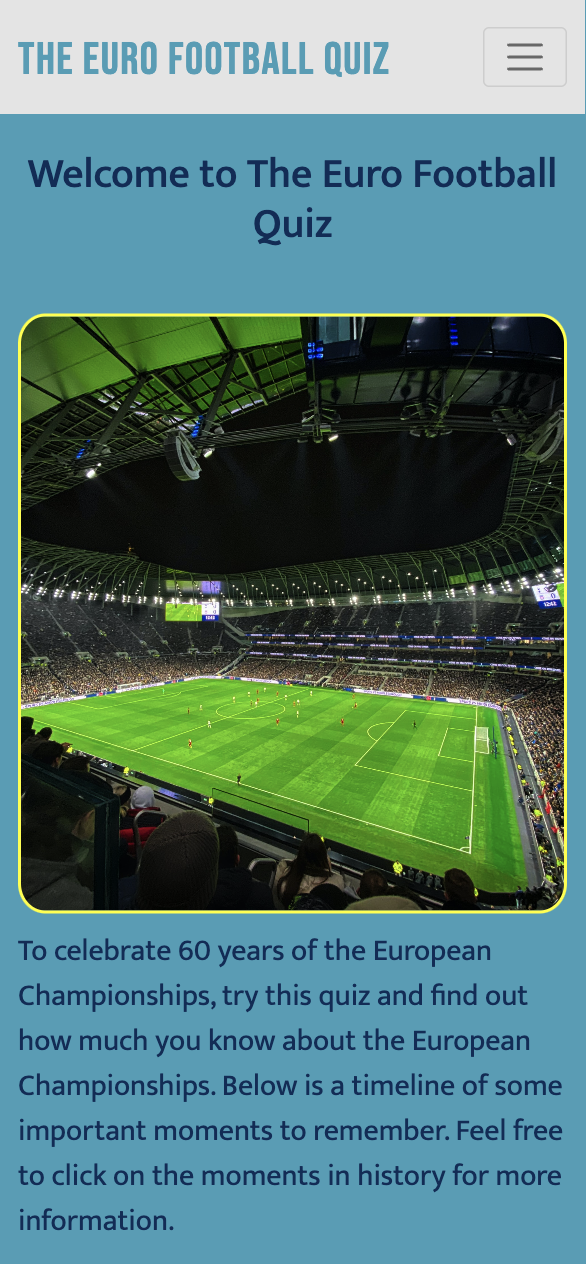 THE EURO FOOTBALL QUIZ
Welcome to The Euro Football
Quiz
To celebrate 60 years of the European
Championships, try this quiz and find out
how much you know about the European
Championships. Below is a timeline of some
important moments to remember. Feel free
to click on the moments in history for more
information.